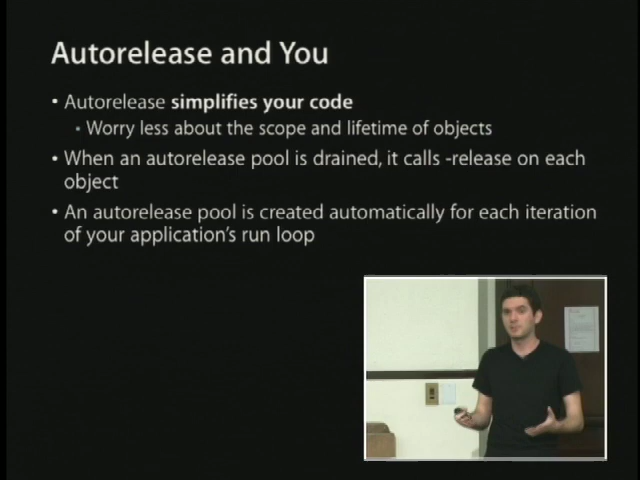 Autorelease and You
• Autorelease simplifies your code
• Worry less about the scope and lifetime of objects
• When an autorelease pool is drained, it calls -release on each
object
• An autorelease pool is created automatically for each iteration
of your application's run loop